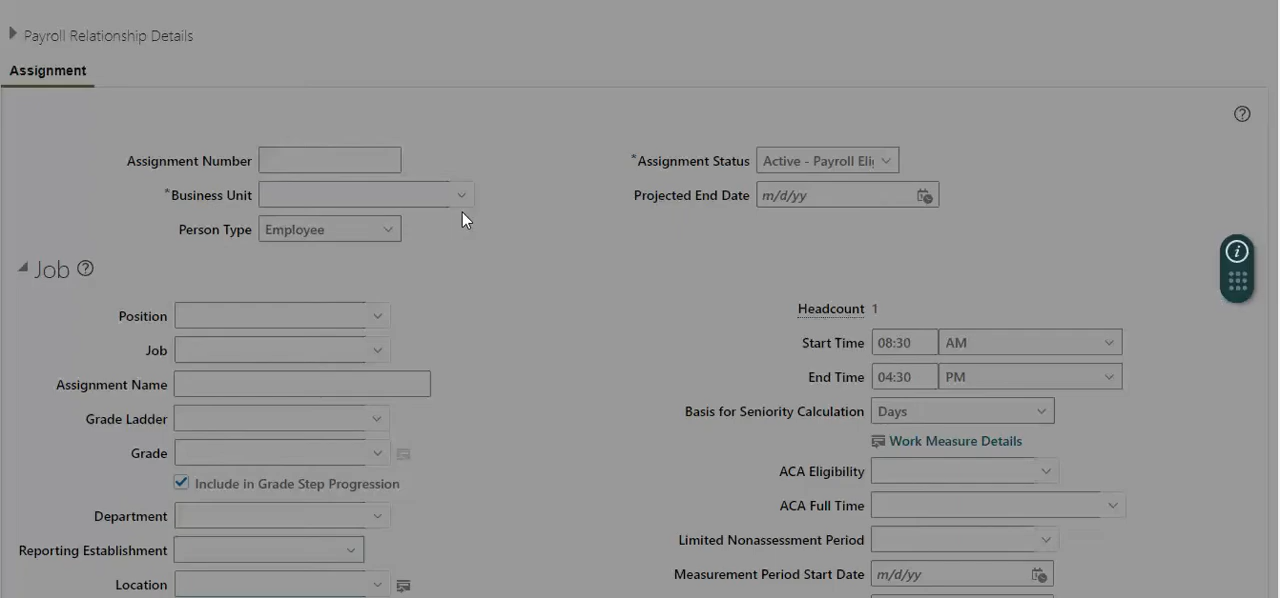 Payroll Relationship Details
Assignment
Assignment Number
*Assignment Status Active - Payroll Eli
*Business Unit
Projected End Date m/d/yy
Person Type Employee
Job
Position
Headcount 1
Start Time 08:30 AM
Job
End Time 04:30 PM
Assignment Name
Basis for Seniority Calculation Days
Grade Ladder
Work Measure Details
Grade
ACA Eligibility
Include in Grade Step Progression
ACA Full Time
Department
Limited Nonassessment Period
Reporting Establishment
Measurement Period Start Date m/d/yy
Location